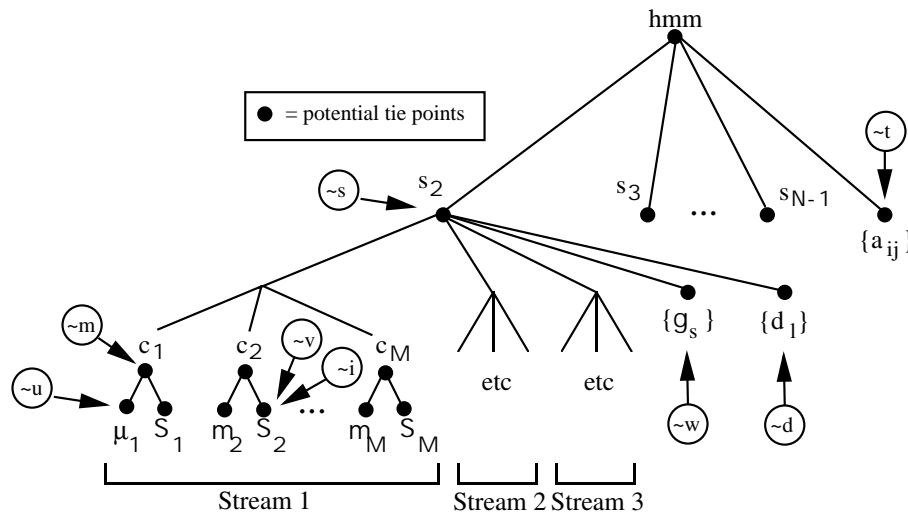 hmm
= potential tie points
~t
~s
s2
s3
...
sN-1
{aij}
~m
c1
c2
~v
cM
{gs}
{dl}
~u
~i
...
etc
etc
μ1
S1
m2
S2
mM
SM
~w
~d
Stream 1
Stream 2
Stream 3